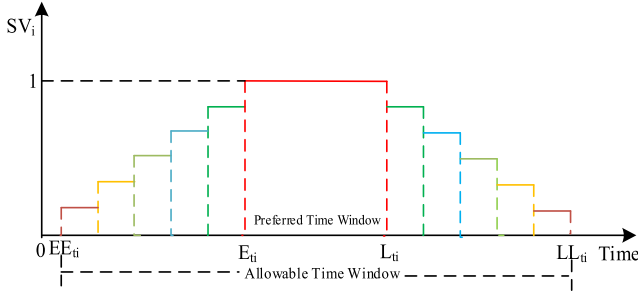 SVi
1
Preferred Time Window
0 EEti Eti Lti LLti Time
Allowable Time Window